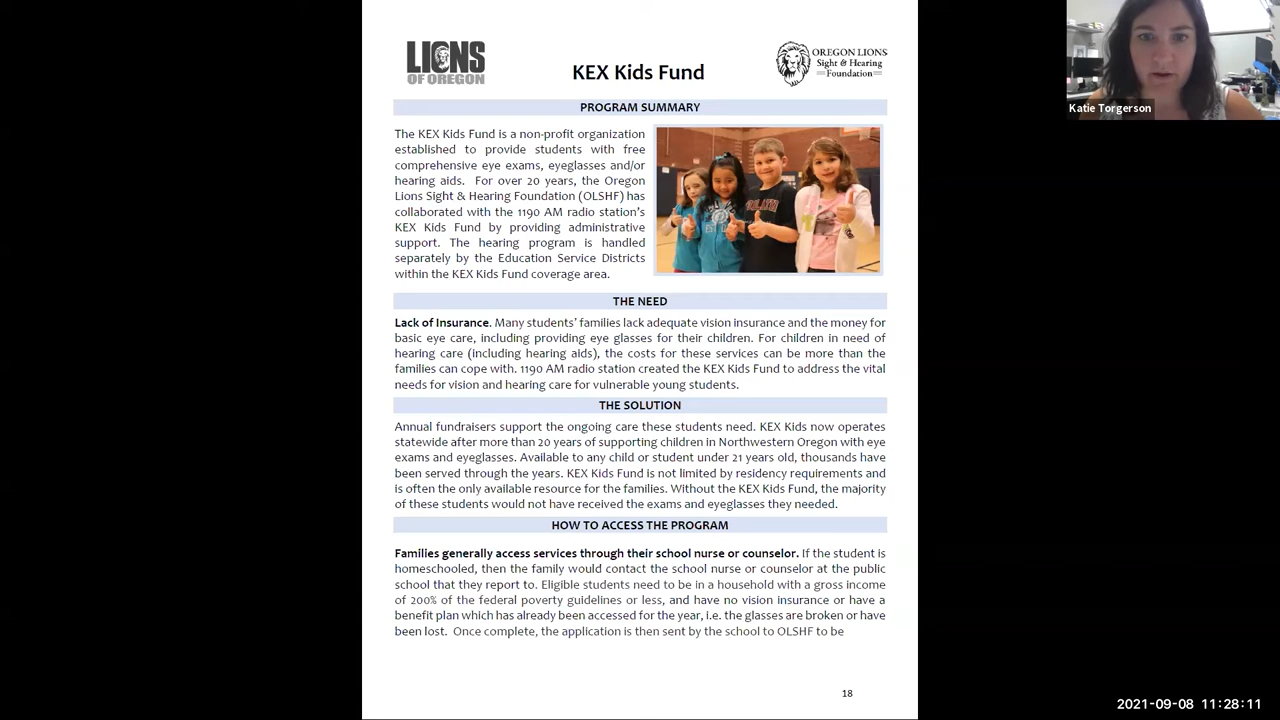 LIONS
OF OREGON
KEX Kids Fund
OREGON LIONS
Sight & Hearing
Foundation
Katie Torgerson
PROGRAM SUMMARY
The KEX Kids Fund is a non-profit organization
established to provide students with free
comprehensive eye exams, eyeglasses and/or
hearing aids. For over 20 years, the Oregon
Lions Sight & Hearing Foundation (OLSHF) has
collaborated with the 1190 AM radio station's
KEX Kids Fund by providing administrative
support. The hearing program is handled
separately by the Education Service Districts
within the KEX Kids Fund coverage area.
THE NEED
Lack of Insurance. Many students' families lack adequate vision insurance and the money for
basic eye care, including providing eye glasses for their children. For children in need of
hearing care (including hearing aids), the costs for these services can be more than the
families can cope with. 1190 AM radio station created the KEX Kids Fund to address the vital
needs for vision and hearing care for vulnerable young students.
THE SOLUTION
Annual fundraisers support the ongoing care these students need. KEX Kids now operates
statewide after more than 20 years of supporting children in Northwestern Oregon with eye
exams and eyeglasses. Available to any child or student under 21 years old, thousands have
been served through the years. KEX Kids Fund is not limited by residency requirements and
is often the only available resource for the families. Without the KEX Kids Fund, the majority
of these students would not have received the exams and eyeglasses they needed.
HOW TO ACCESS THE PROGRAM
Families generally access services through their school nurse or counselor. If the student is
homeschooled, then the family would contact the school nurse or counselor at the public
school that they report to. Eligible students need to be in a household with a gross income
of 200% of the federal poverty guidelines or less, and have no vision insurance or have a
benefit plan which has already been accessed for the year, i.e. the glasses are broken or have
been lost. Once complete, the application is then sent by the school to OLSHF to be
18
2021-09-08 11:28:11